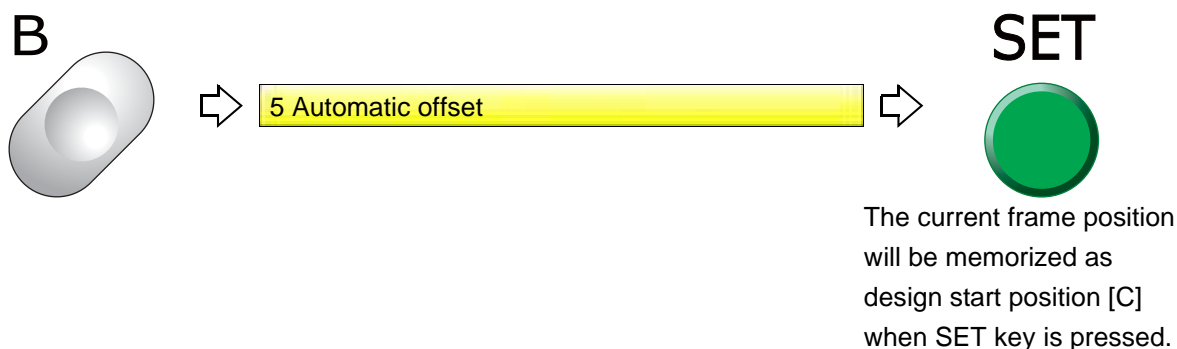 B
5 Automatic offset
SET
The current frame position
will be memorized as
design start position [C]
when SET key is pressed.